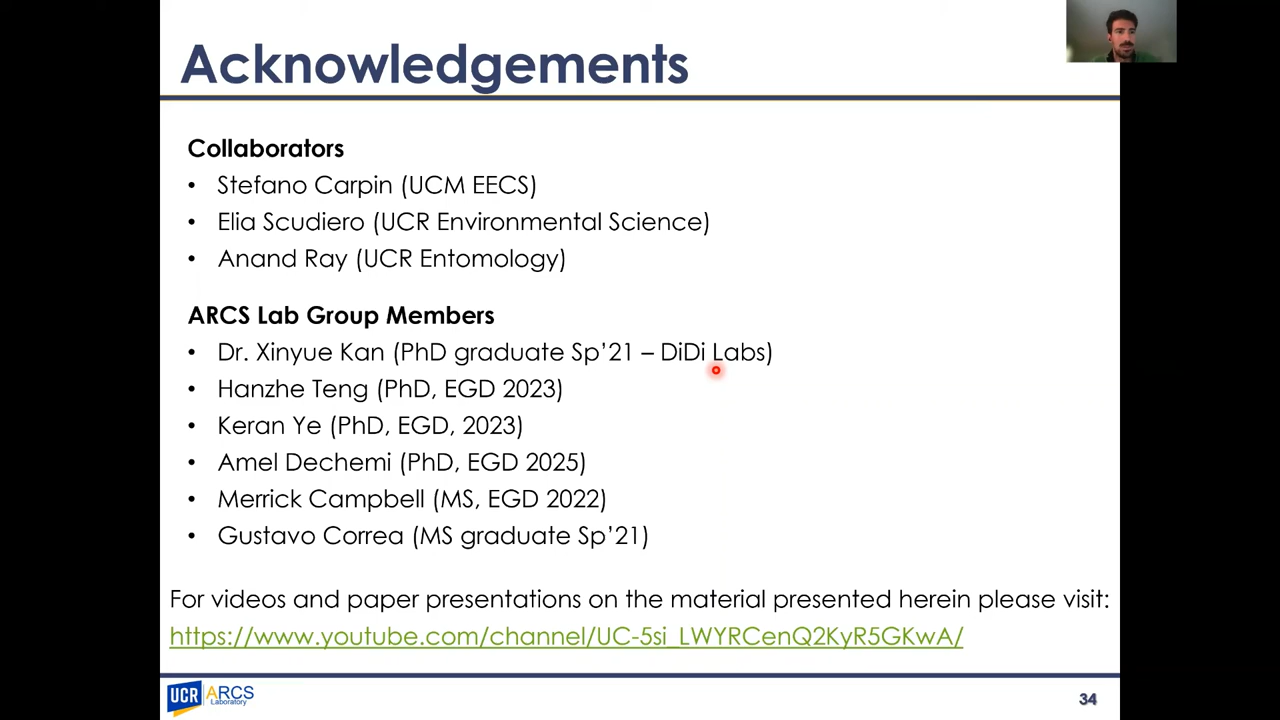 Acknowledgements
Collaborators
• Stefano Carpin (UCM EECS)
• Elia Scudiero (UCR Environmental Science)
• Anand Ray (UCR Entomology)
ARCS Lab Group Members
• Dr. Xinyue Kan (PhD graduate Sp’21 – DiDi Labs)
• Hanzhe Teng (PhD, EGD 2023)
• Keran Ye (PhD, EGD, 2023)
• Amel Dechemi (PhD, EGD 2025)
• Merrick Campbell (MS, EGD 2022)
• Gustavo Correa (MS graduate Sp’21)
For videos and paper presentations on the material presented herein please visit:
https://www.youtube.com/channel/UC-5si_LWYRCenQ2KyR5GKwA/
UCR ARCS
Laboratory
34